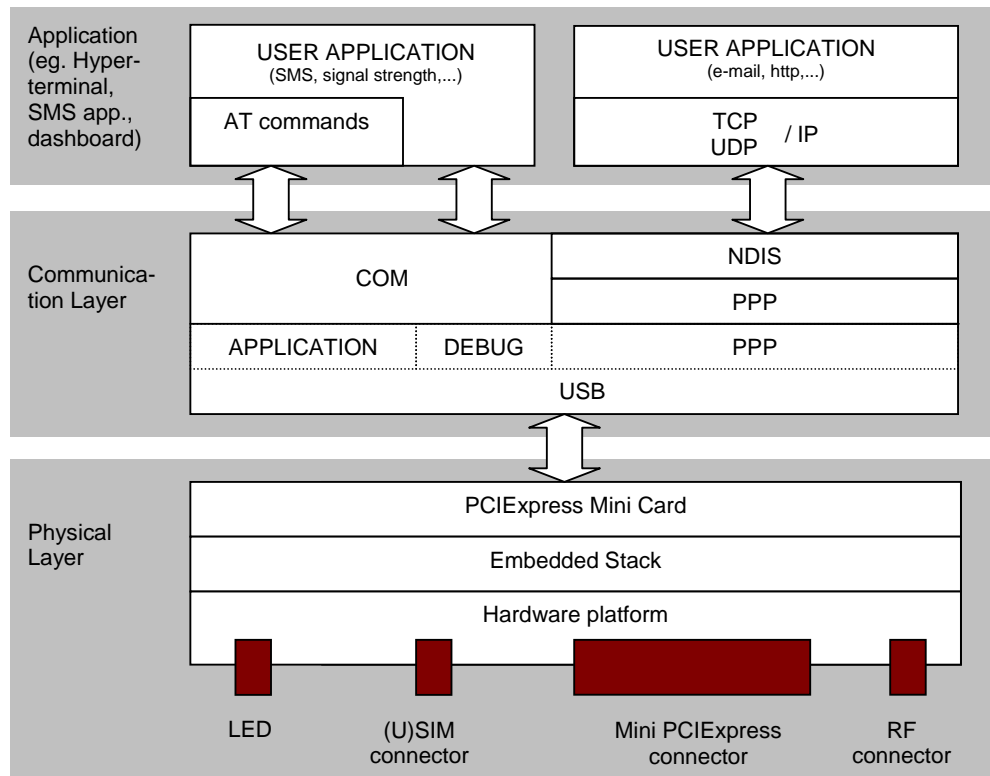 Application
(eg. Hyper-
terminal,
SMS app.,
dashboard)
USER APPLICATION
(SMS, signal strength,...)
AT commands
USER APPLICATION
(e-mail, http,...)
TCP
UDP
/ IP
Communica-
tion Layer
COM
NDIS
PPP
APPLICATION
DEBUG
PPP
USB
Physical
Layer
PCIExpress Mini Card
Embedded Stack
Hardware platform
LED
(U)SIM
connector
Mini PCIExpress
connector
RF
connector